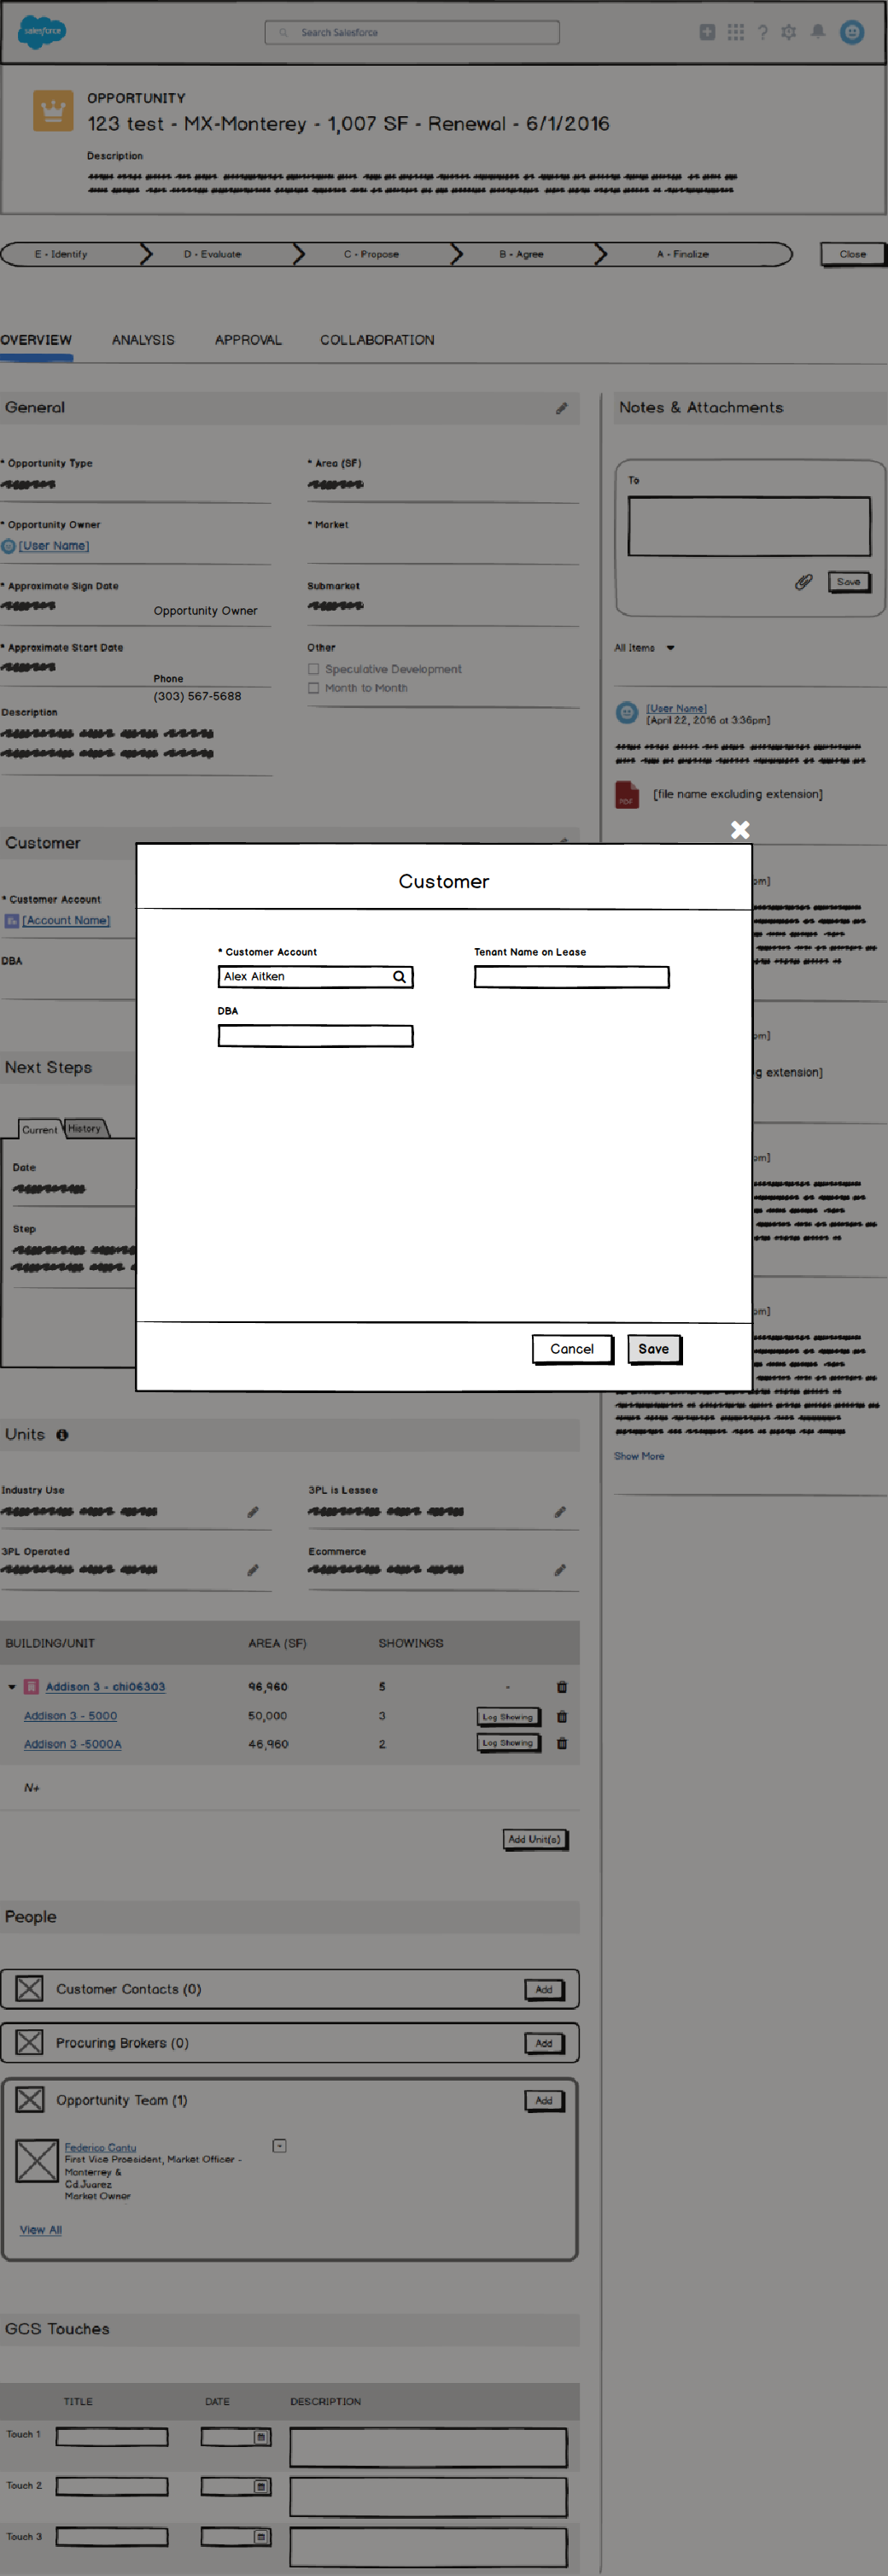 salesforce
Search Salesforce
OPPORTUNITY
123 test - MX-Monterey - 1,007 SF - Renewal - 6/1/2016
Description
E - Identify
D - Evaluate
C - Propose
B - Agree
A - Finalize
Close
OVERVIEW
ANALYSIS
APPROVAL
COLLABORATION
General
* Opportunity Type
* Area (SF)
* Opportunity Owner
[User Name]
* Market
* Approximate Sign Date
Opportunity Owner
Submarket
* Approximate Start Date
Phone
(303) 567-5688
Other
Speculative Development
Month to Month
Description
Notes & Attachments
To
Save
All Items
[User Name]
[April 22, 2016 at 3:36pm]
PDF
[file name excluding extension]
Customer
* Customer Account
[Account Name]
DBA
Next Steps
Current
History
Date
Step
Customer
* Customer Account
Alex Aitken
Tenant Name on Lease
DBA
Cancel
Save
pm]
pm]
g extension]
pm]
pm]
Show More
Units
Industry Use
3PL is Lessee
3PL Operated
Ecommerce
BUILDING/UNIT
AREA (SF)
SHOWINGS
Addison 3 - chi06303
96,960
5
-
Addison 3 - 5000
50,000
3
Log Showing
Addison 3 -5000A
46,960
2
Log Showing
N+
Add Unit(s)
People
Customer Contacts (0)
Add
Procuring Brokers (0)
Add
Opportunity Team (1)
Add
Federico Cantu
First Vice Preesident, Market Officer -
Monterrey &
Cd.Juarez
Market Owner
View All
GCS Touches
TITLE
DATE
DESCRIPTION
Touch 1
Touch 2
Touch 3